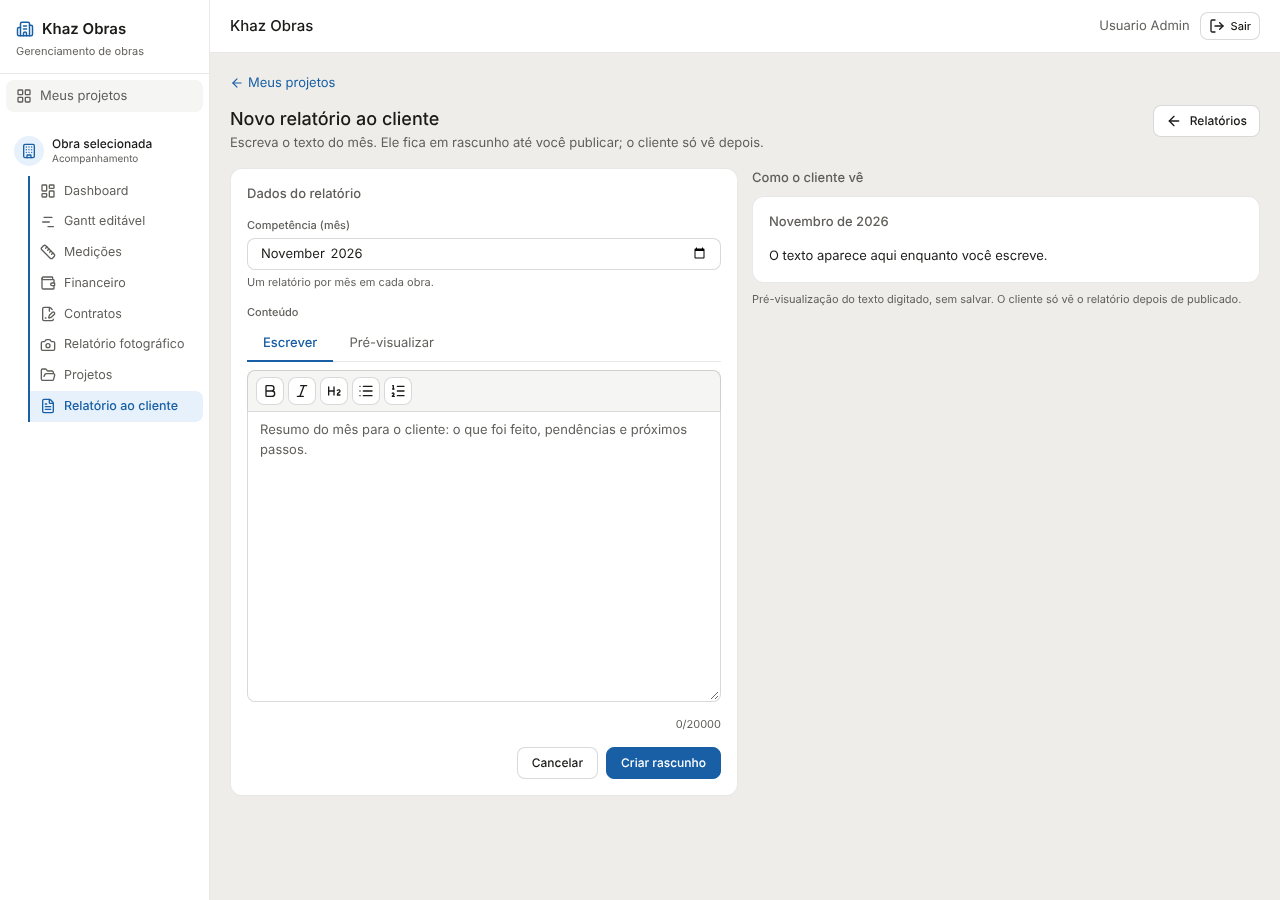 Khaz Obras
Gerenciamento de obras
Meus projetos
Obra selecionada
Acompanhamento
Dashboard
Gantt editável
Medições
Financeiro
Contratos
Relatório fotográfico
Projetos
Relatório ao cliente
Khaz Obras
Usuario Admin
Sair
Meus projetos
Novo relatório ao cliente
Escreva o texto do mês. Ele fica em rascunho até você publicar; o cliente só vê depois.
Relatórios
Dados do relatório
Competência (mês)
November 2026
Um relatório por mês em cada obra.
Conteúdo
Escrever Pré-visualizar
B I H2
Resumo do mês para o cliente: o que foi feito, pendências e próximos
passos.
0/20000
Cancelar Criar rascunho
Como o cliente vê
Novembro de 2026
O texto aparece aqui enquanto você escreve.
Pré-visualização do texto digitado, sem salvar. O cliente só vê o relatório depois de publicado.